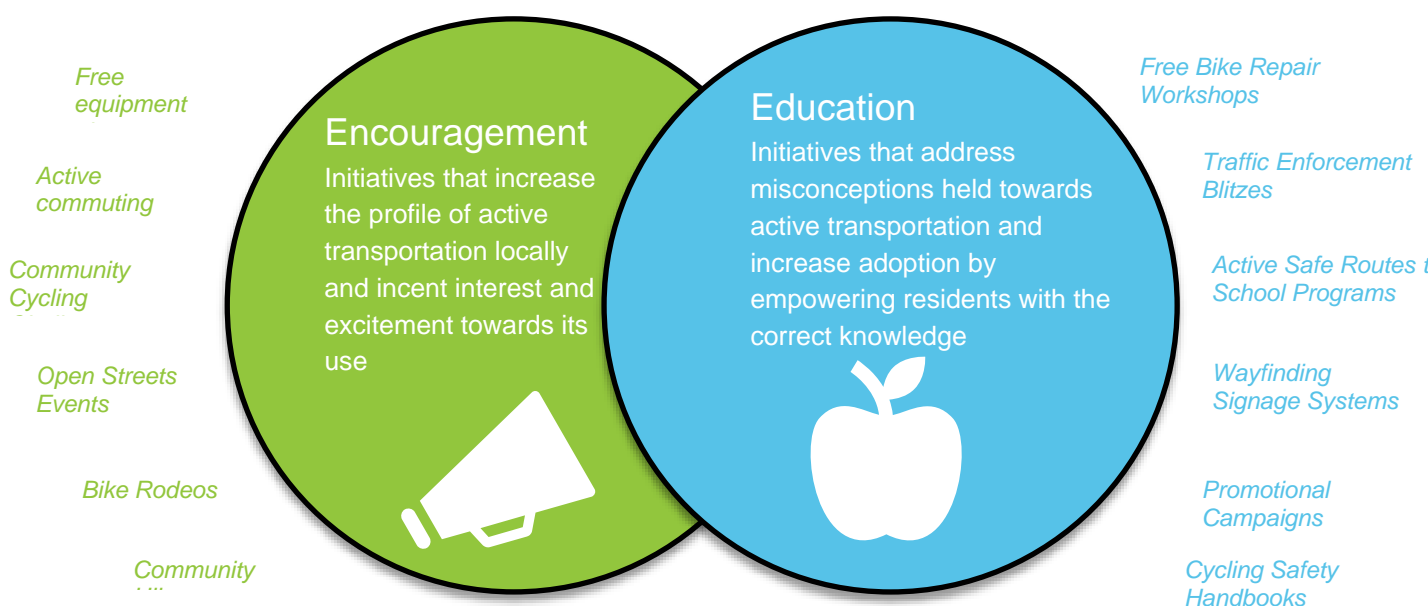 Free
equipment
Active
commuting
Community
Cycling
Open Streets
Events
Bike Rodeos
Community
Encouragement
Initiatives that increase
the profile of active
transportation locally
and incent interest and
excitement towards its
use
Education
Initiatives that address
misconceptions held towards
active transportation and
increase adoption by
empowering residents with the
correct knowledge
Free Bike Repair
Workshops
Traffic Enforcement
Blitzes
Active Safe Routes t
School Programs
Wayfinding
Signage Systems
Promotional
Campaigns
Cycling Safety
Handbooks